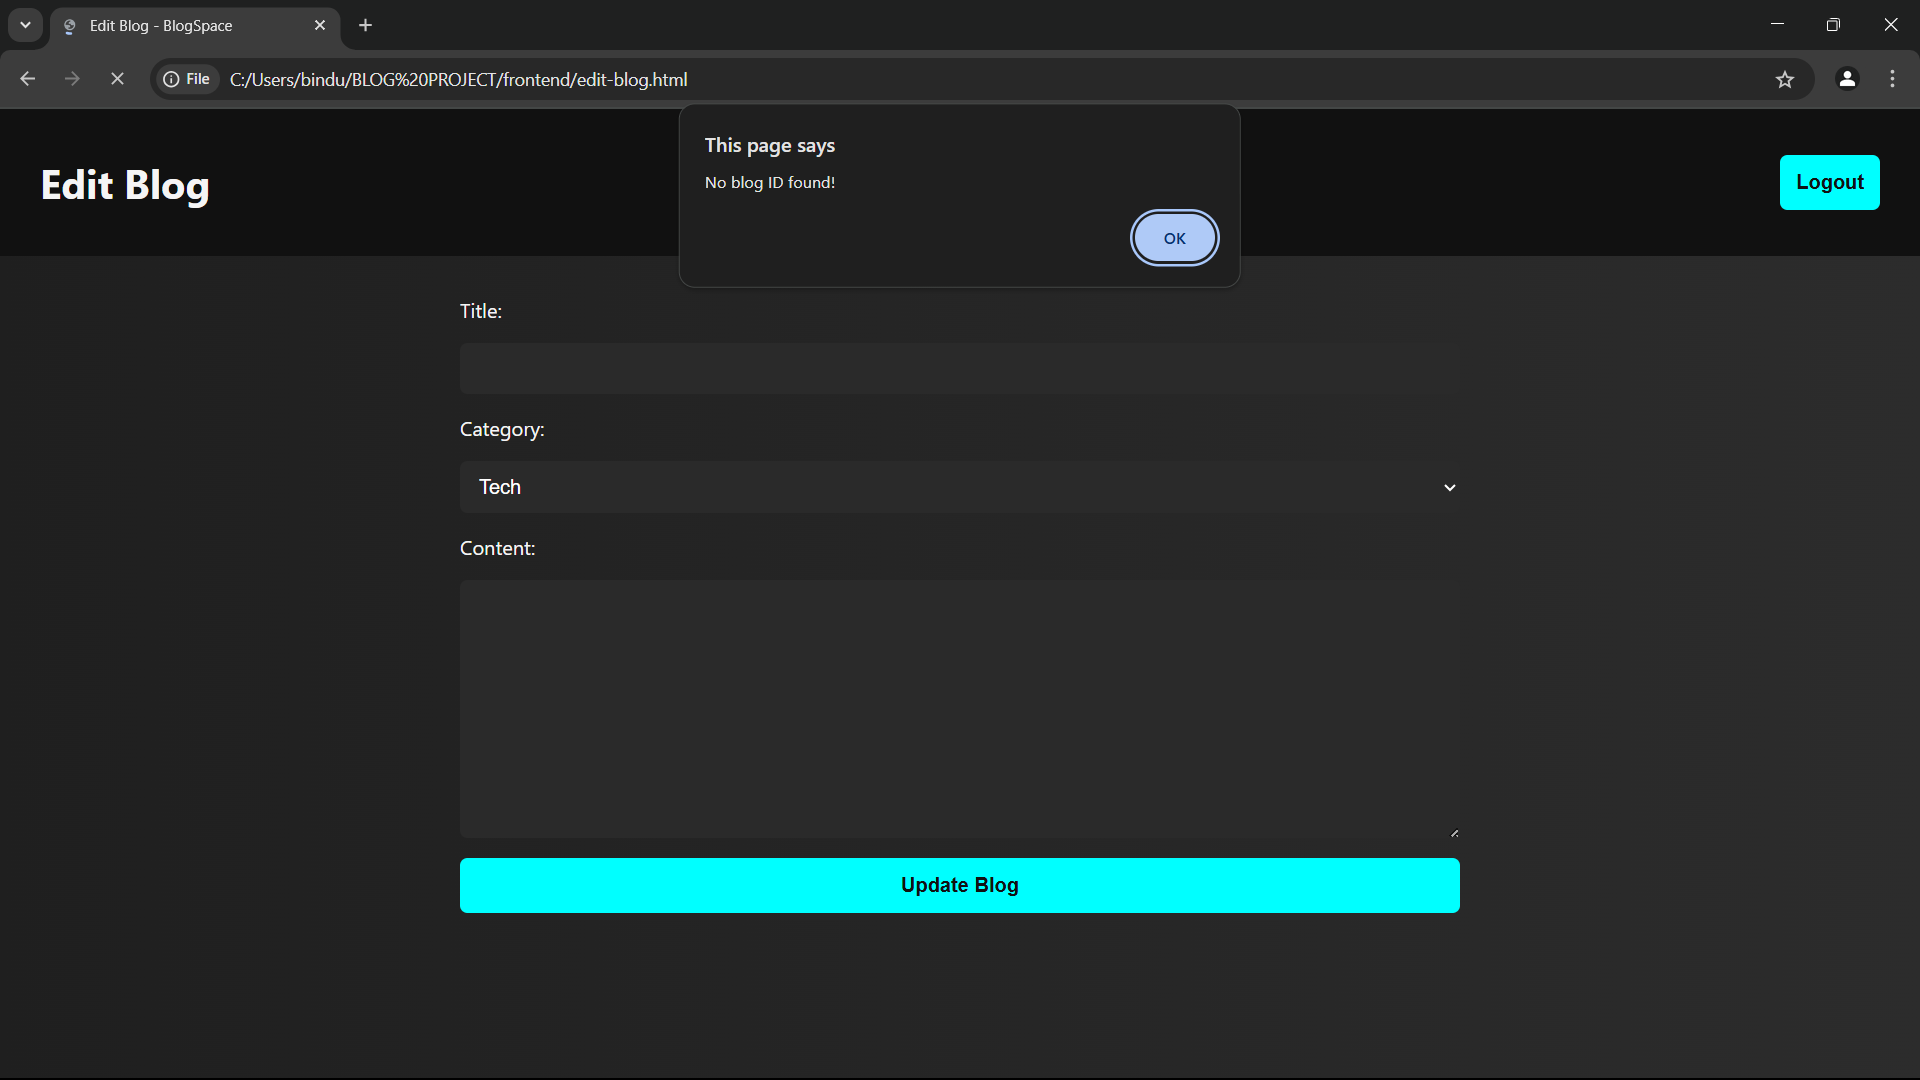 Edit Blog - BlogSpace
File C:/Users/bindu/BLOG%20PROJECT/frontend/edit-blog.html
This page says
No blog ID found!
OK
Edit Blog
Logout
Title:
Category:
Tech
Content:
Update Blog